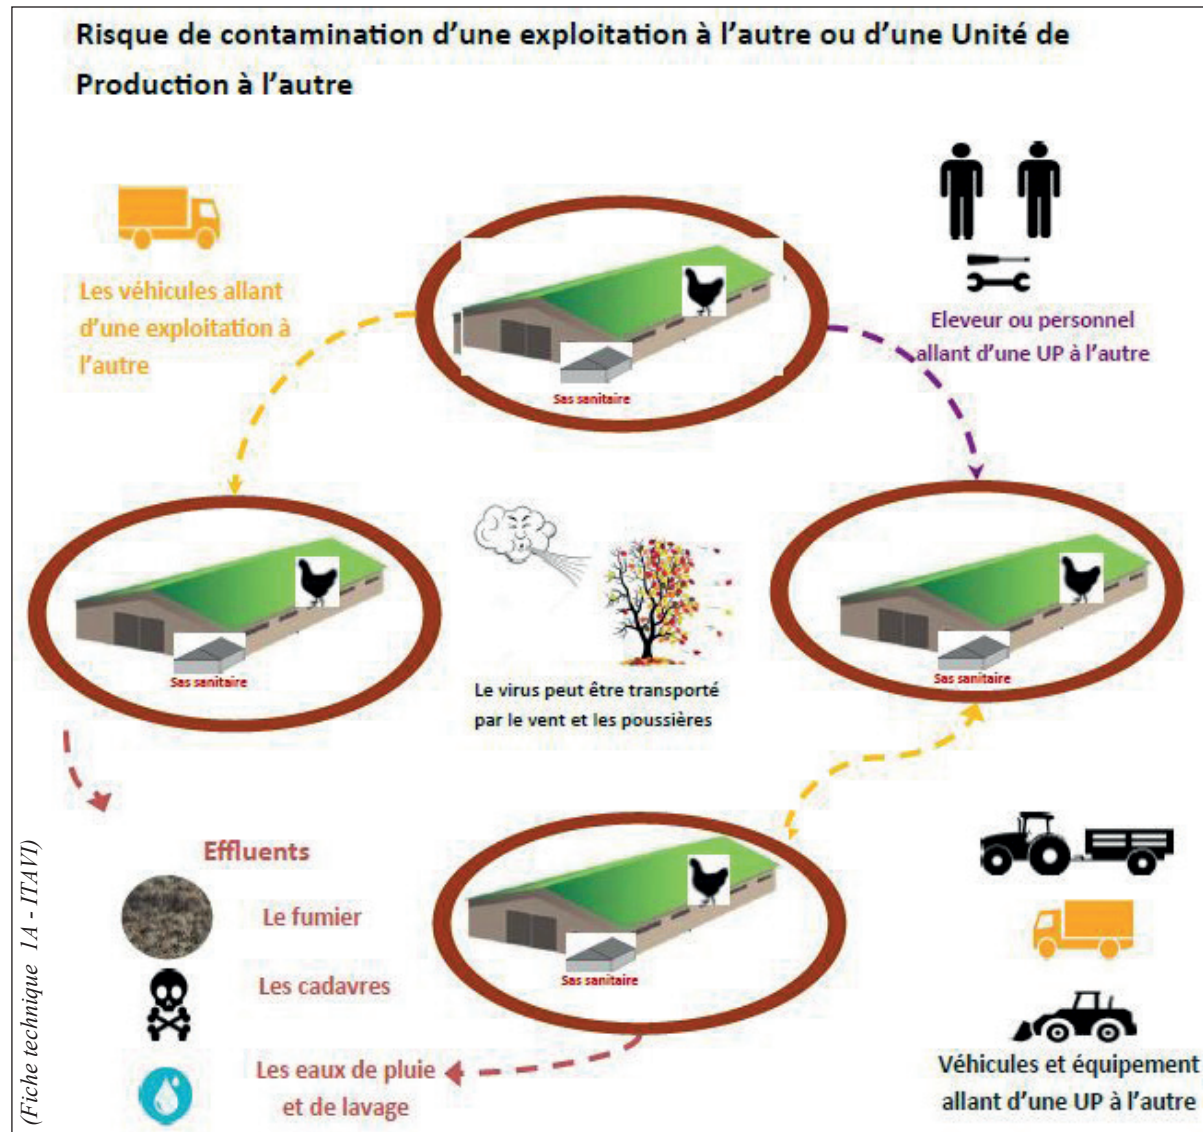 Risque de contamination d'une exploitation à l'autre ou d'une Unité de
Production à l'autre
Les véhicules allant
d'une exploitation à
l'autre
Eleveur ou personnel
allant d'une UP à l'autre
Sas sanitaire
Sas sanitaire
Sas sanitaire
Le virus peut être transporté
par le vent et les poussières
Effluents
Le fumier
Les cadavres
Les eaux de pluie
et de lavage
Sas sanitaire
Véhicules et équipement
allant d'une UP à l'autre
(Fiche technique 1A - ITAVI)